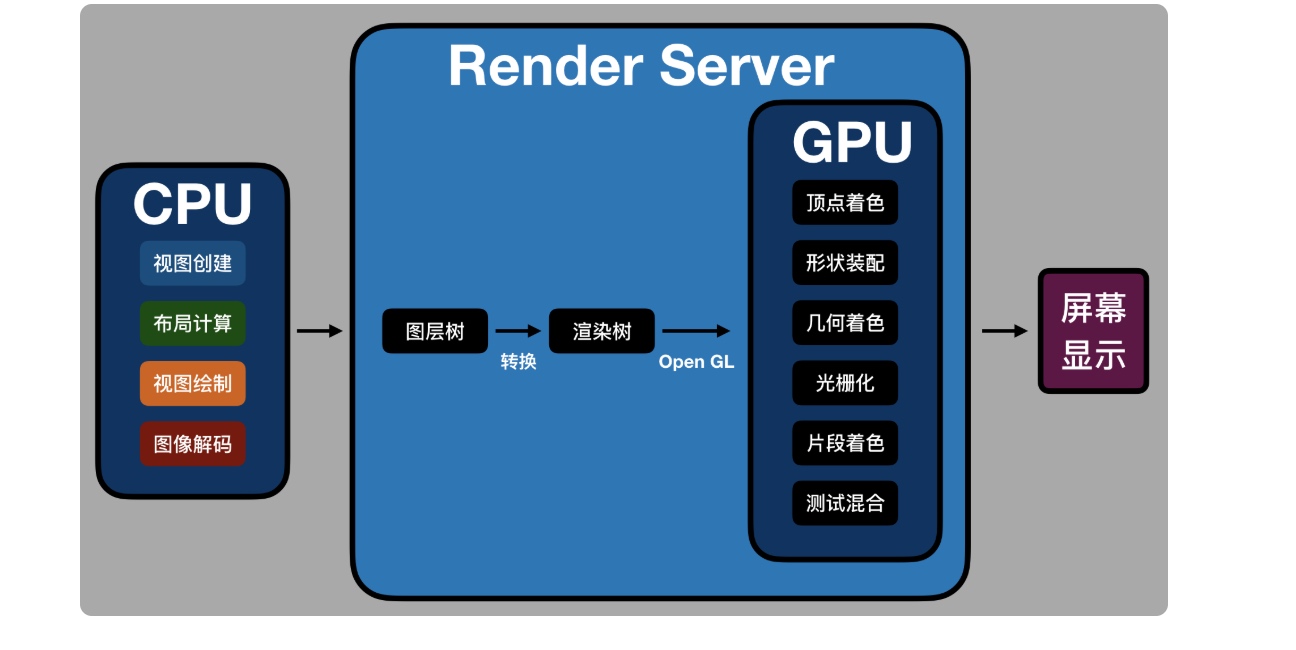 Render Server
CPU
视图创建
布局计算
视图绘制
图像解码
图层树
转换
渲染树
Open GL
GPU
顶点着色
形状装配
几何着色
光栅化
片段着色
测试混合
屏幕
显示